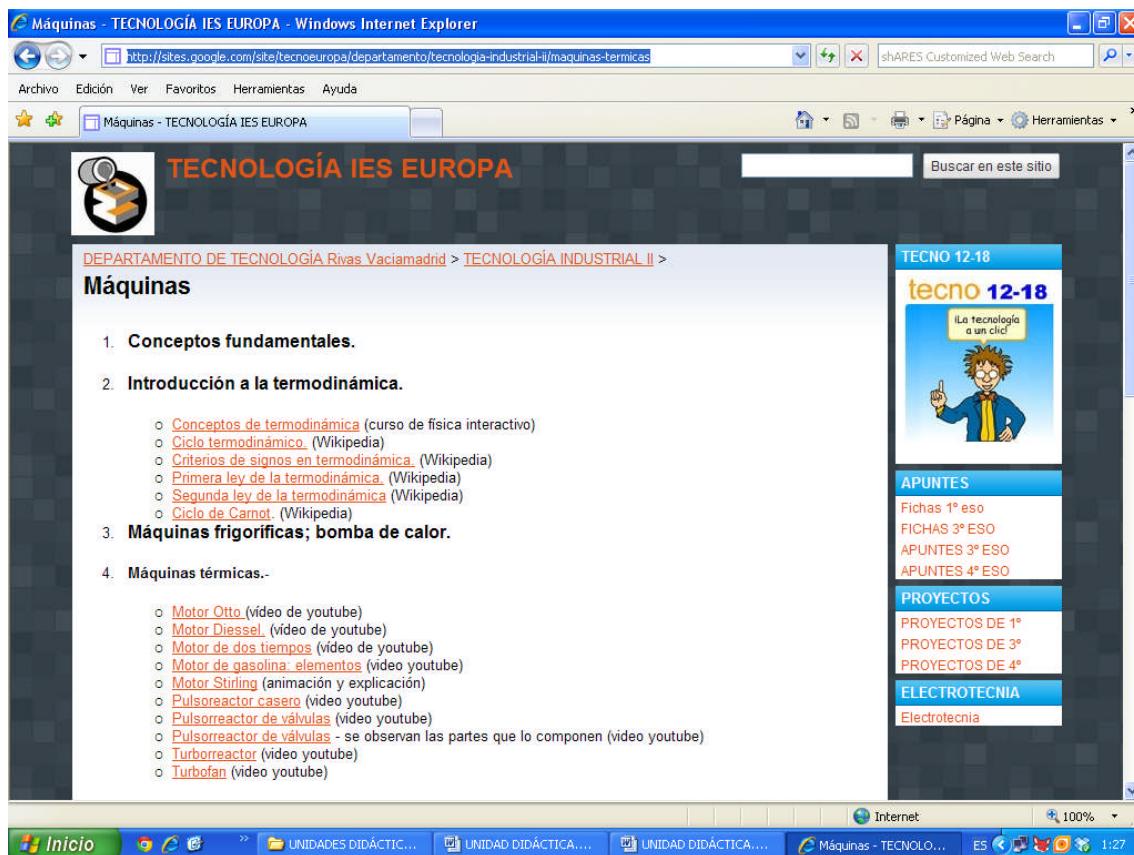 Máquinas - TECNOLOGÍA IES EUROPA - Windows Internet Explorer
http://sites.google.com/site/tecnoeuropa/departamento/tecnologia-industrial-ii/maquinas-termicas
shARES Customized Web Search
Archivo Edición Ver Favoritos Herramientas Ayuda
Máquinas - TECNOLOGÍA IES EUROPA
Página Herramientas
TECNOLOGÍA IES EUROPA
Buscar en este sitio
DEPARTAMENTO DE TECNOLOGÍA Rivas Vaciamadrid > TECNOLOGÍA INDUSTRIAL II >
Máquinas
1. Conceptos fundamentales.
2. Introducción a la termodinámica.
o Conceptos de termodinámica (curso de física interactivo)
o Ciclo termodinámico. (Wikipedia)
o Criterios de signos en termodinámica. (Wikipedia)
o Primera ley de la termodinámica. (Wikipedia)
o Segunda ley de la termodinámica (Wikipedia)
o Ciclo de Carnot. (Wikipedia)
3. Máquinas frigoríficas; bomba de calor.
4. Máquinas térmicas.-
o Motor Otto (vídeo de youtube)
o Motor Diessel. (vídeo de youtube)
o Motor de dos tiempos (vídeo de youtube)
o Motor de gasolina: elementos (video youtube)
o Motor Stirling (animación y explicación)
o Pulsoreactor casero (video youtube)
o Pulsorreactor de válvulas (video youtube)
o Pulsorreactor de válvulas - se observan las partes que lo componen (video youtube)
o Turborreactor (video youtube)
o Turbofan (video youtube)
TECNO 12-18
tecno 12-18
¡La tecnología
a un clic!
APUNTES
Fichas 1º eso
FICHAS 3º ESO
APUNTES 3º ESO
APUNTES 4º ESO
PROYECTOS
PROYECTOS DE 1º
PROYECTOS DE 3º
PROYECTOS DE 4º
ELECTROTECNIA
Electrotecnia
Internet 100%
Inicio UNIDADES DIDÁCTIC... UNIDAD DIDÁCTICA.... UNIDAD DIDÁCTICA.... Máquinas - TECNOLO... ES 1:27